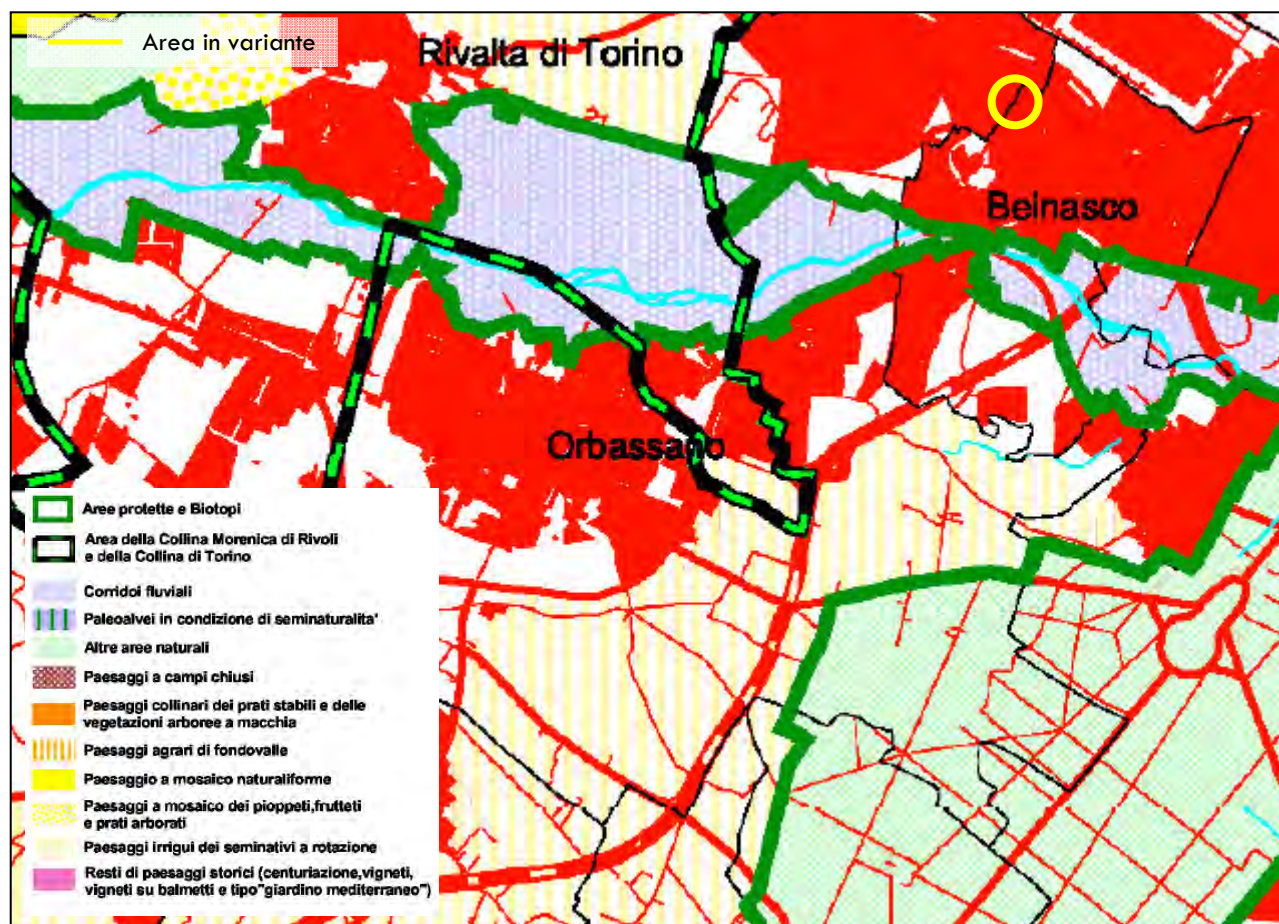 Area in variante
Rivalta di Torino
Beinasco
Orbassano
Aree protette e Biotopi
Area della Collina Morenica di Rivoli
e della Collina di Torino
Corridoi fluviali
Paleoalvei in condizione di seminaturalita'
Altre aree naturali
Paesaggi a campi chiusi
Paesaggi collinari dei prati stabili e delle
vegetazioni arboree a macchia
Paesaggi agrari di fondovalle
Paesaggio a mosaico naturaliforme
Paesaggi a mosaico dei pioppeti,frutteti
e prati arborati
Paesaggi irrigui dei seminativi a rotazione
Resti di paesaggi storici (centuriazione,vigneti,
vigneti su balmetti e tipo"giardino mediterraneo")